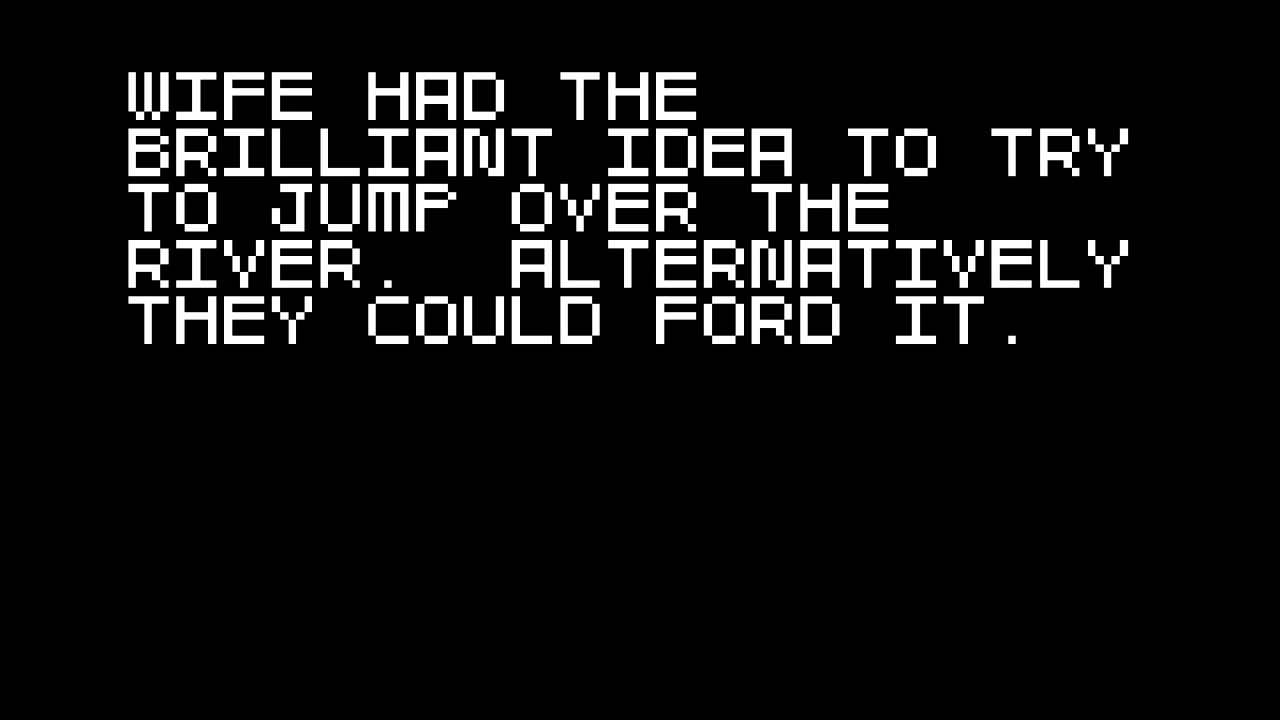 WIFE HAD THE
BRILLIANT IDEA TO TRY
TO JUMP OVER THE
RIVER.  ALTERNATIVELY
THEY COULD FORD IT.